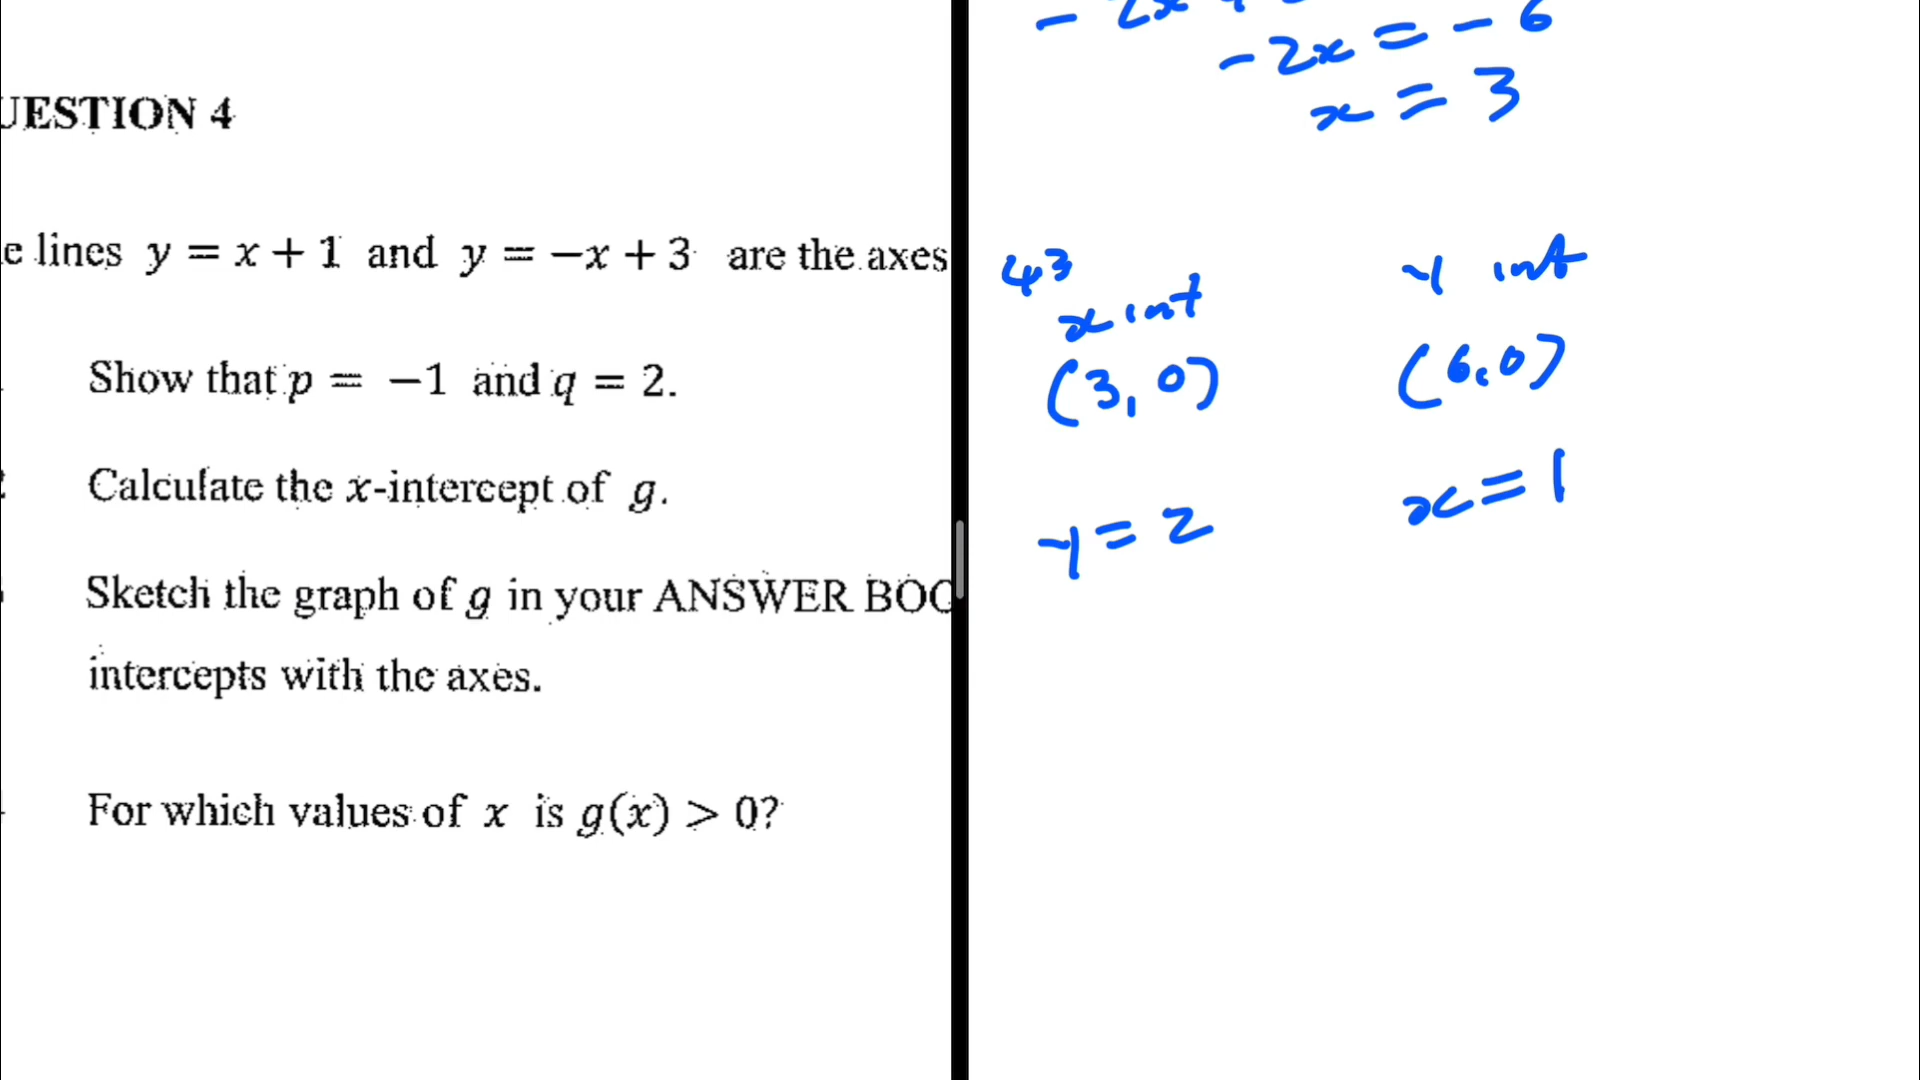 UESTION 4
e lines y = x + 1 and y = −x + 3 are the axes
Show that p = −1 and q = 2.
Calculate the x-intercept of g.
Sketch the graph of g in your ANSWER BOO
intercepts with the axes.
For which values of x is g(x) > 0?
-2x = -6
x = 3
43
x int
(3, 0)
y = 2
y int
(6, 0)
x = 1